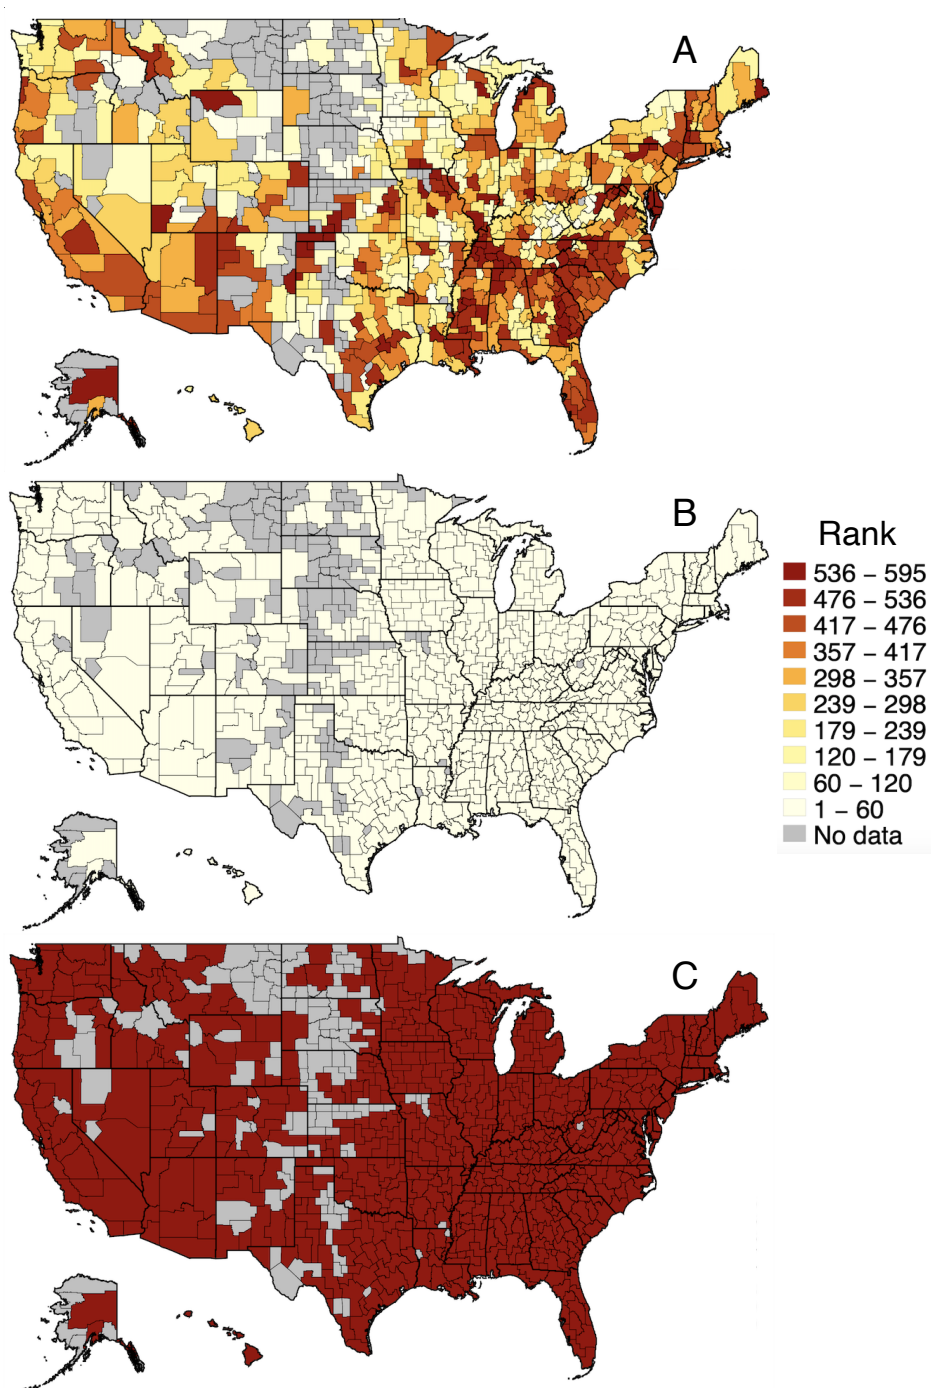 A
B
Rank
536 – 595
476 – 536
417 – 476
357 – 417
298 – 357
239 – 298
179 – 239
120 – 179
60 – 120
1 – 60
No data
C